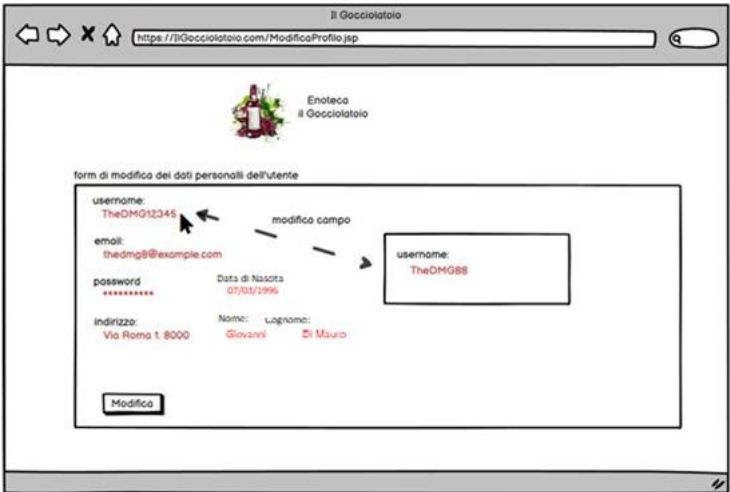 Il Gocciolatoio
https://IlGocciolatoio.com/ModificaProfilo.jsp
Enoteca
il Gocciolatoio
form di modifica dei dati personalli dell'utente
username:
TheDMG12345
modifica campo
email:
thedmg8@example.com
username:
TheDMG88
password
**********
Data di Nascita
07/03/1996
indirizzo:
Via Roma 1. 8000
Nome: Cognome:
Giovanni Di Mauro
Modifica